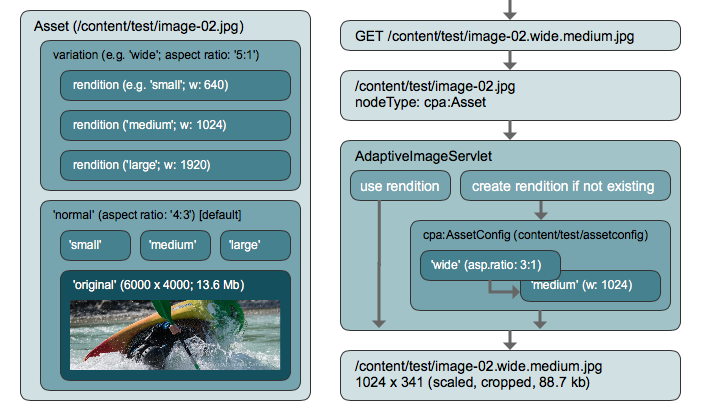 Asset (/content/test/image-02.jpg)
variation (e.g. 'wide'; aspect ratio: '5:1')
rendition (e.g. 'small'; w: 640)
rendition ('medium'; w: 1024)
rendition ('large'; w: 1920)
'normal' (aspect ratio: '4:3') [default]
'small'
'medium'
'large'
'original' (6000 x 4000; 13.6 Mb)
GET /content/test/image-02.wide.medium.jpg
/content/test/image-02.jpg
nodeType: cpa:Asset
AdaptiveImageServlet
use rendition
create rendition if not existing
cpa:AssetConfig (content/test/assetconfig)
'wide' (asp.ratio: 3:1)
'medium' (w: 1024)
/content/test/image-02.wide.medium.jpg
1024 x 341 (scaled, cropped, 88.7 kb)